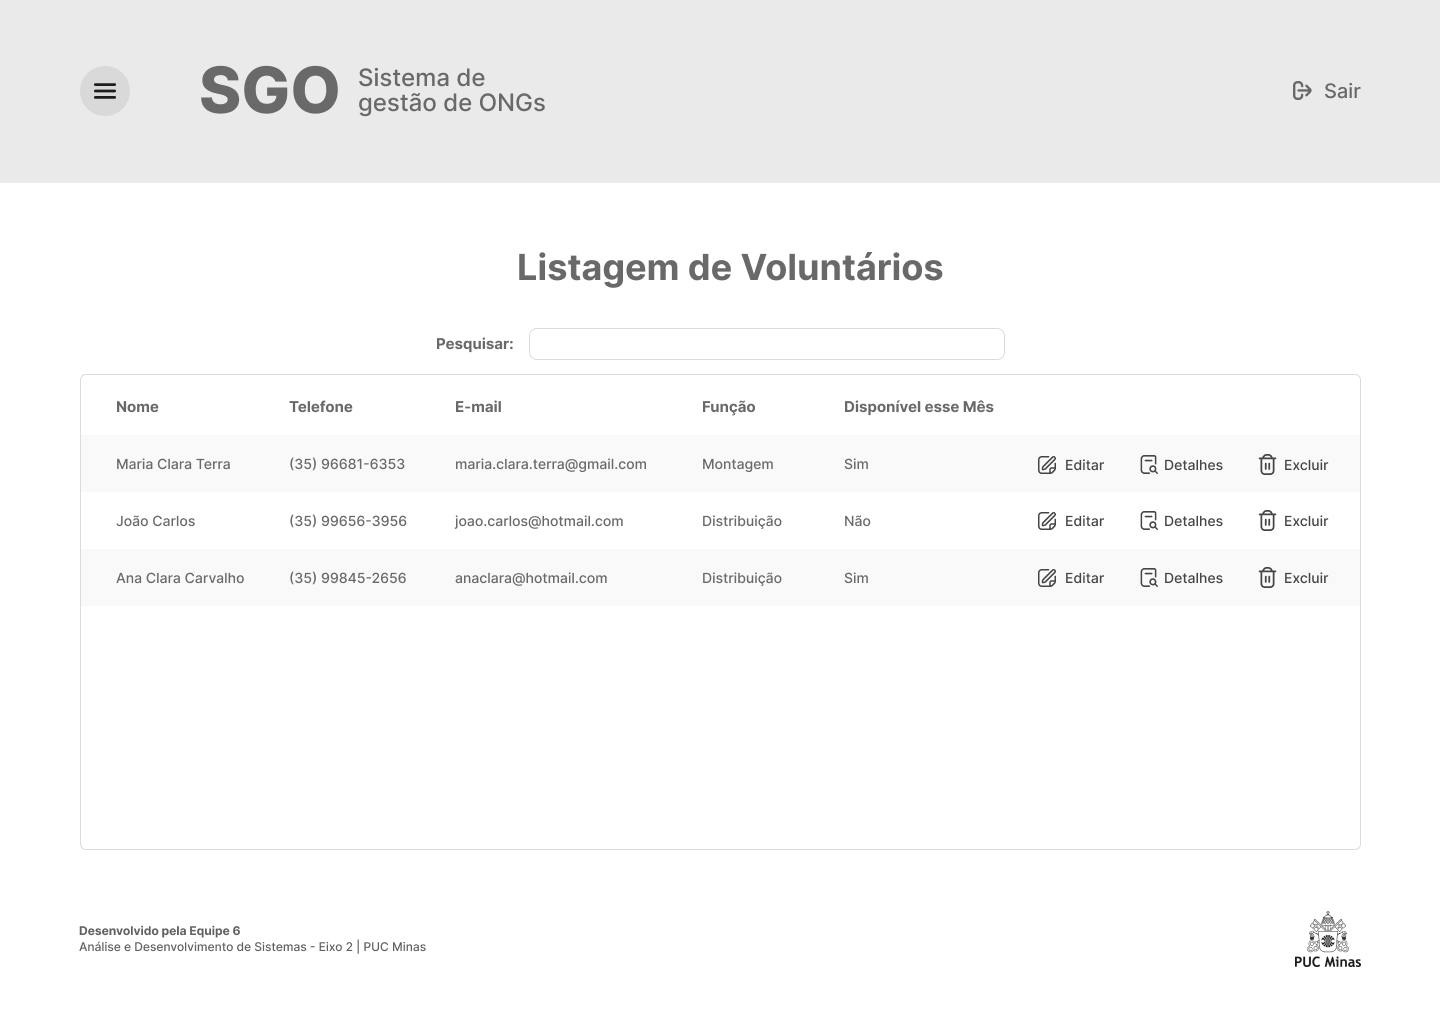 SGO
Sistema de
gestão de ONGs
Sair
Listagem de Voluntários
Pesquisar:
Nome Telefone E-mail Função Disponível esse Mês
Maria Clara Terra (35) 96681-6353 maria.clara.terra@gmail.com Montagem Sim Editar Detalhes Excluir
João Carlos (35) 99656-3956 joao.carlos@hotmail.com Distribuição Não Editar Detalhes Excluir
Ana Clara Carvalho (35) 99845-2656 anaclara@hotmail.com Distribuição Sim Editar Detalhes Excluir
Desenvolvido pela Equipe 6
Análise e Desenvolvimento de Sistemas - Eixo 2 | PUC Minas
PUC Minas